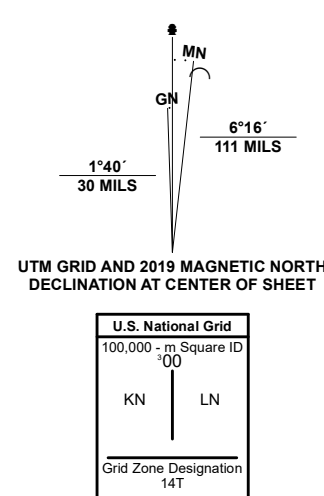 MN
GN
6°16´
111 MILS
1°40´
30 MILS
UTM GRID AND 2019 MAGNETIC NORTH
DECLINATION AT CENTER OF SHEET
U.S. National Grid
100,000 - m Square ID
³00
KN LN
Grid Zone Designation
14T